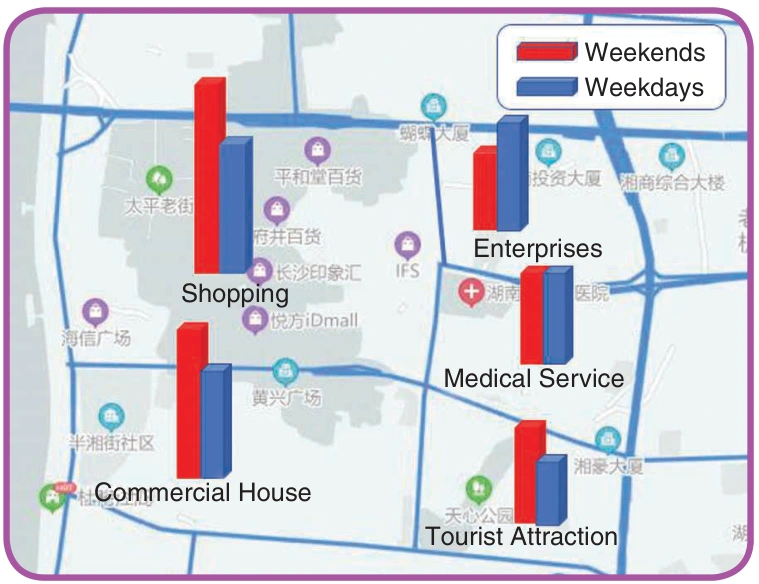 Weekends
Weekdays
蝴蝶大厦
平和堂百货
投资大厦
湘商综合大楼
太平老街
府井百货
Enterprises
IFS
长沙印象汇
Shopping
湖南
医院
悦方iDmall
海信广场
Medical Service
黄兴广场
半湘街社区
湘豪大厦
Commercial House
天心公园
Tourist Attraction